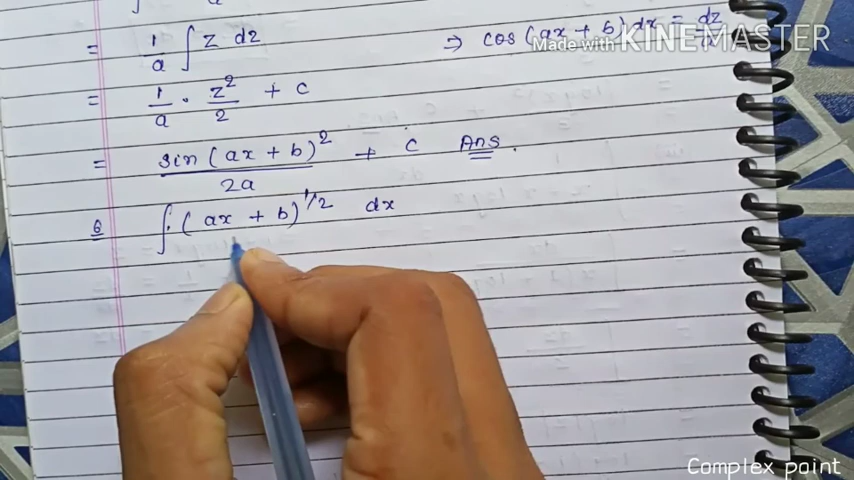 = 1/a ∫ z dz ⇒ cos(ax + b) dx = dz
Made with KINEMASTER
= 1/a · z²/2 + c
= sin(ax + b)²/2a + c Ans.
Q ∫(ax + b)^1/2 dx
Complex point